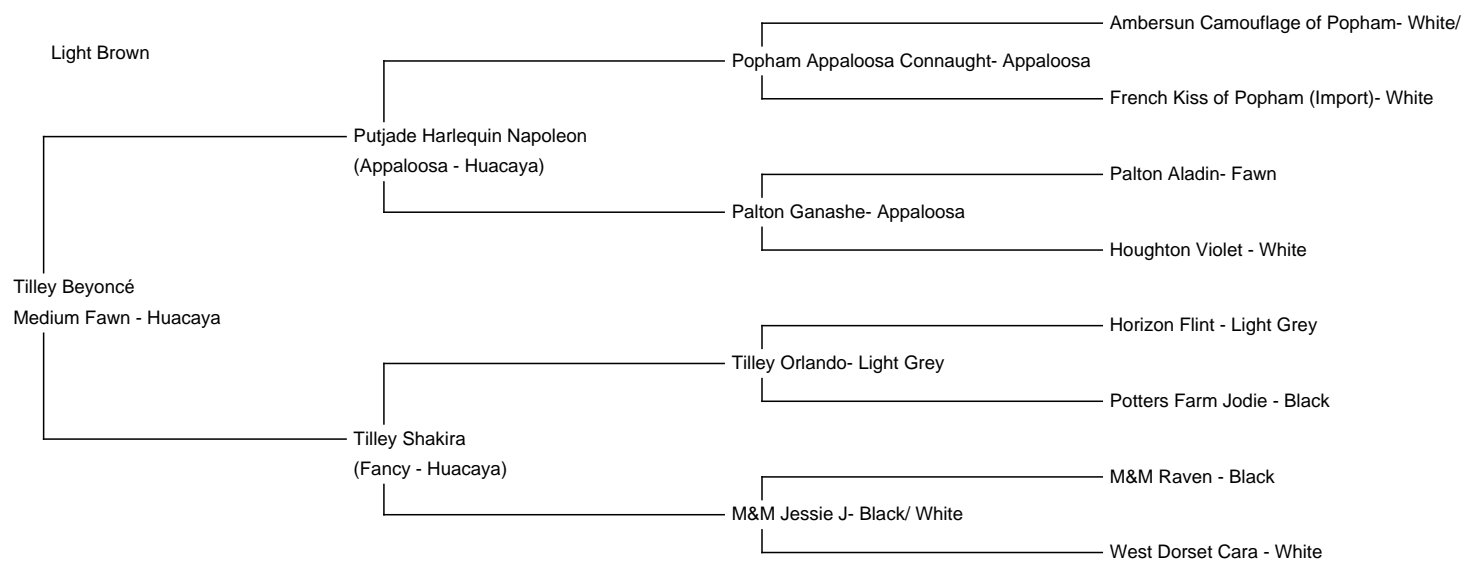 Ambersun Camouflage of Popham- White/
Light Brown
Popham Appaloosa Connaught- Appaloosa
French Kiss of Popham (Import)- White
Putjade Harlequin Napoleon
(Appaloosa - Huacaya)
Palton Aladin- Fawn
Palton Ganashe- Appaloosa
Houghton Violet - White
Tilley Beyoncé
Medium Fawn - Huacaya
Horizon Flint - Light Grey
Tilley Orlando- Light Grey
Potters Farm Jodie - Black
Tilley Shakira
(Fancy - Huacaya)
M&M Raven - Black
M&M Jessie J- Black/ White
West Dorset Cara - White